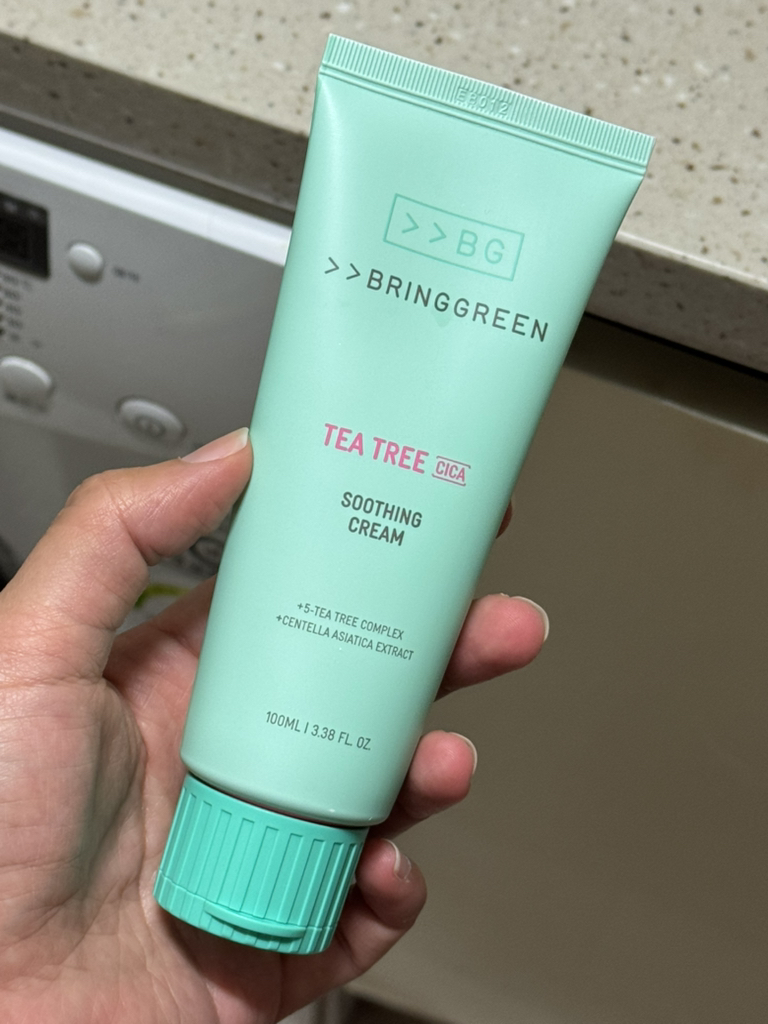 >>BG
>>BRINGGREEN
TEA TREE CICA
SOOTHING
CREAM
+5-TEA TREE COMPLEX
+CENTELLA ASIATICA EXTRACT
100ML | 3.38 FL. OZ.